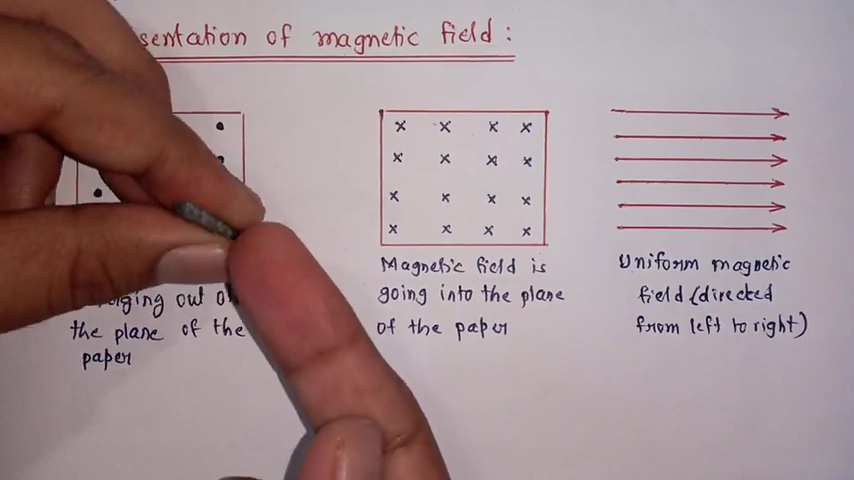 of magnetic field :
the plane of the
paper
Magnetic field is
going into the plane
of the paper
Uniform magnetic
field (directed
from left to right)